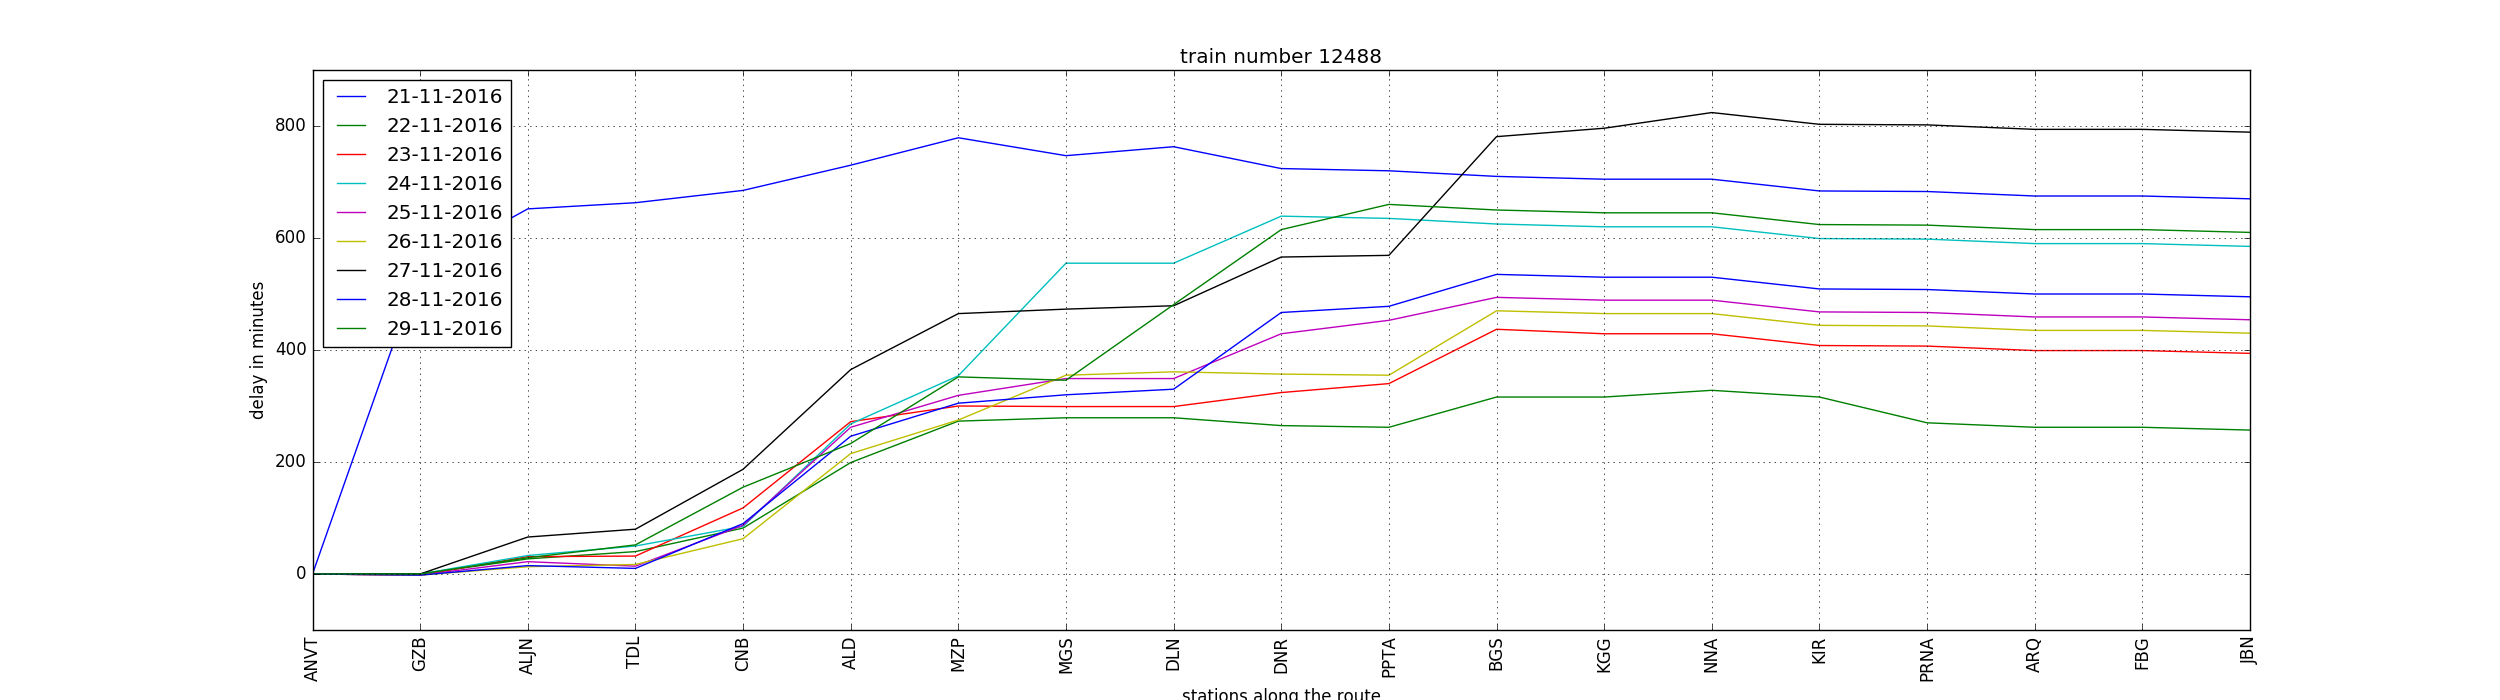 train number 12488
21-11-2016
22-11-2016
23-11-2016
24-11-2016
25-11-2016
26-11-2016
27-11-2016
28-11-2016
29-11-2016
800
600
400
200
0
delay in minutes
ANVT
GZB
ALJN
TDL
CNB
ALD
MZP
MGS
DLN
DNR
PPTA
BGS
KGG
NNA
KIR
PRNA
ARQ
FBG
JBN
stations along the route